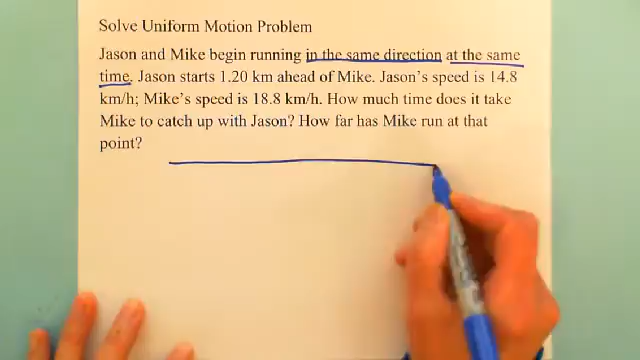 Solve Uniform Motion Problem
Jason and Mike begin running in the same direction at the same
time. Jason starts 1.20 km ahead of Mike. Jason's speed is 14.8
km/h; Mike's speed is 18.8 km/h. How much time does it take
Mike to catch up with Jason? How far has Mike run at that
point?